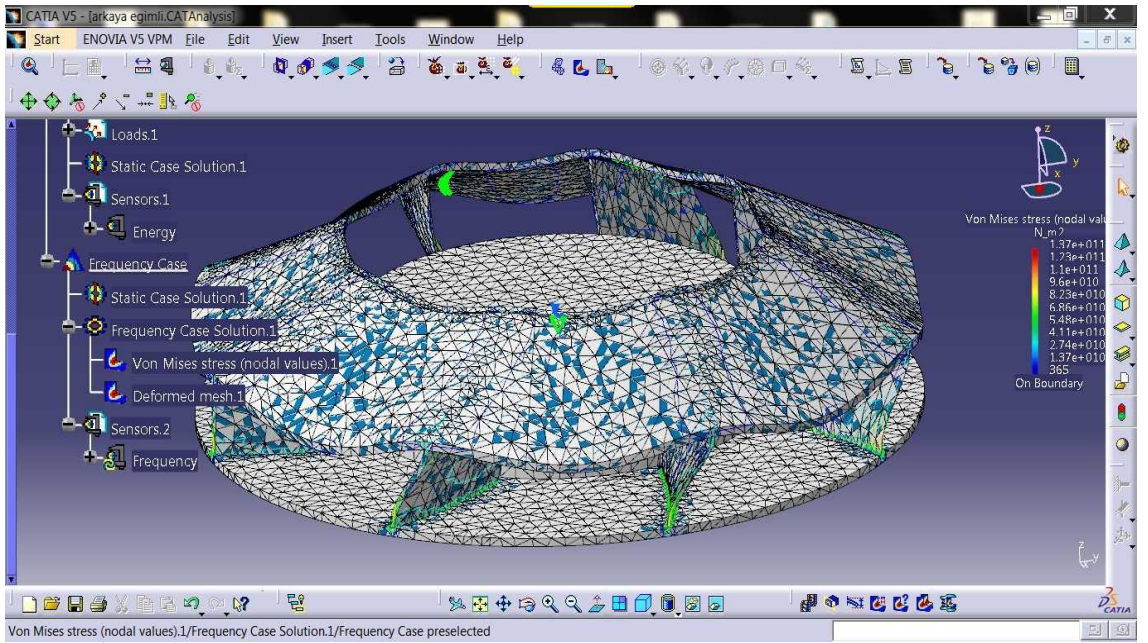 CATIA V5 - [arkaya egimli.CATAnalysis]
Start ENOVIA V5 VPM File Edit View Insert Tools Window Help
Loads.1
Static Case Solution.1
Sensors.1
Energy
Frequency Case
Static Case Solution.1
Frequency Case Solution.1
Von Mises stress (nodal values).1
Deformed mesh.1
Sensors.2
Frequency
z
y
x
Von Mises stress (nodal valu
N_m2
1.37e+011
1.23e+011
1.1e+011
9.6e+010
8.23e+010
6.86e+010
5.48e+010
4.11e+010
2.74e+010
1.37e+010
365
On Boundary
z
y
CATIA
Von Mises stress (nodal values).1/Frequency Case Solution.1/Frequency Case preselected